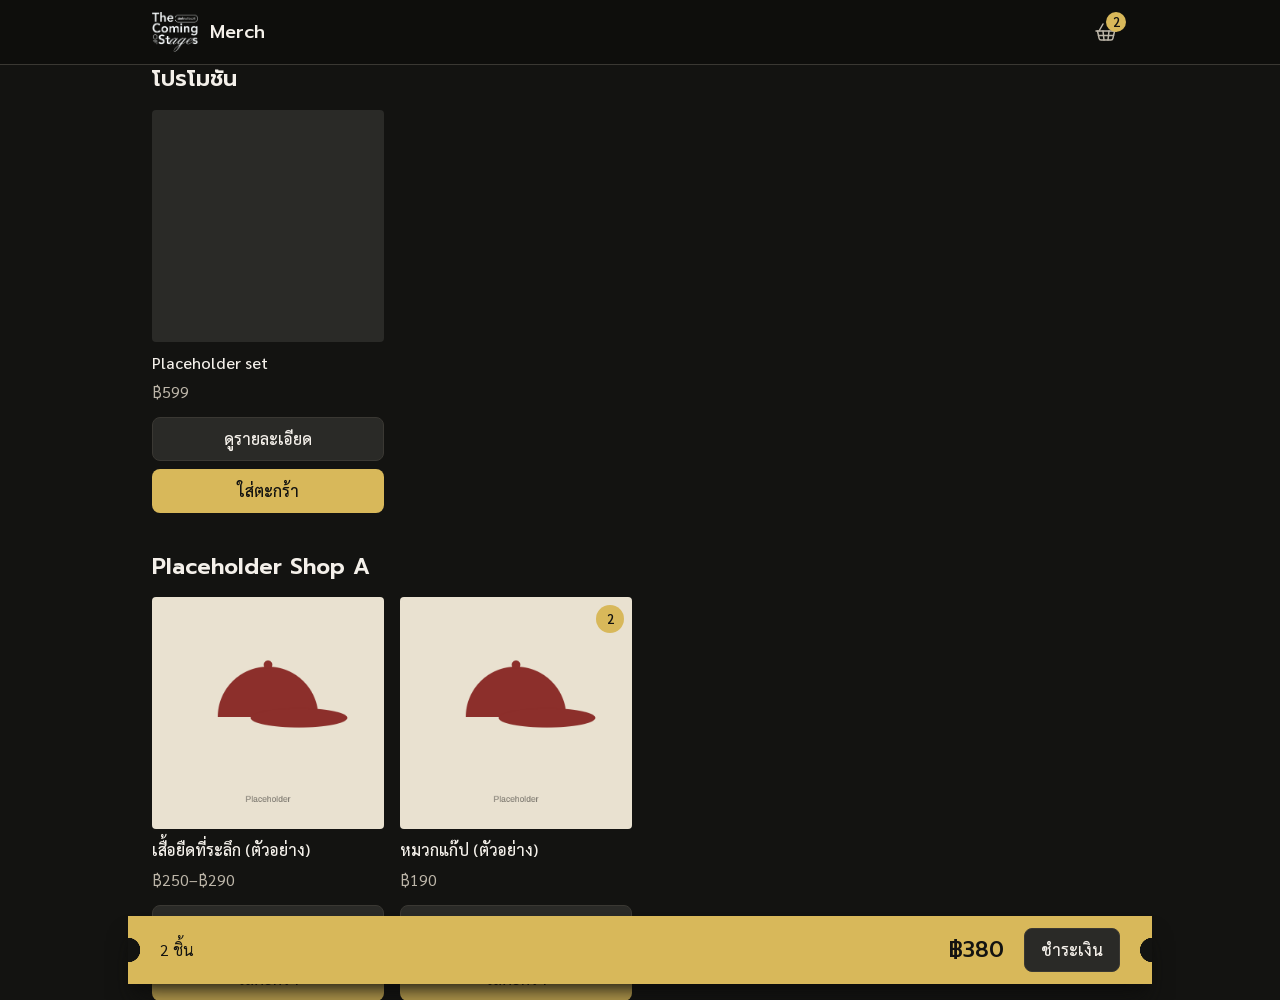 The
Coming
Stages
Merch
2
โปรโมชัน
Placeholder set
฿599
ดูรายละเอียด
ใส่ตะกร้า
Placeholder Shop A
2
Placeholder
Placeholder
เสื้อยืดที่ระลึก (ตัวอย่าง)
หมวกแก๊ป (ตัวอย่าง)
฿250–฿290
฿190
2 ชิ้น
฿380
ชำระเงิน